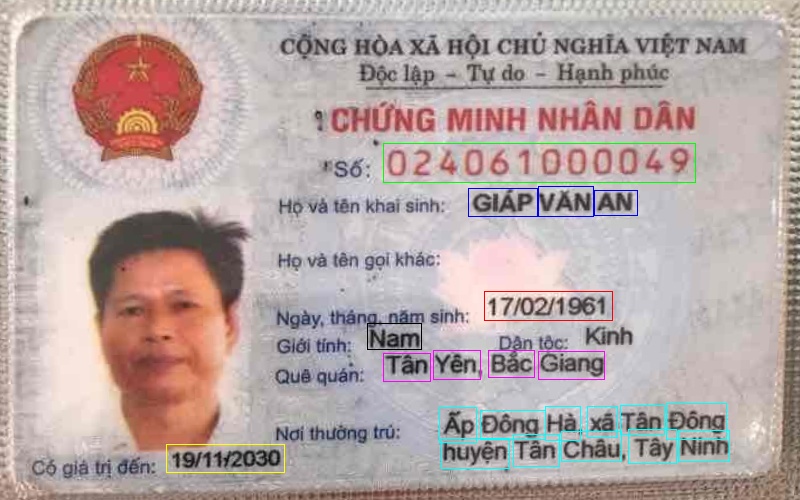 CỘNG HÒA XÃ HỘI CHỦ NGHĨA VIỆT NAM
Độc lập - Tự do - Hạnh phúc
CHỨNG MINH NHÂN DÂN
Số: 024061000049
Họ và tên khai sinh: GIÁP VĂN AN
Họ và tên gọi khác:
Ngày, tháng, năm sinh: 17/02/1961
Giới tính: Nam Dân tộc: Kinh
Quê quán: Tân Yên, Bắc Giang
Nơi thường trú: Ấp Đông Hà, xã Tân Đông
huyện Tân Châu, Tây Ninh
Có giá trị đến: 19/11/2030